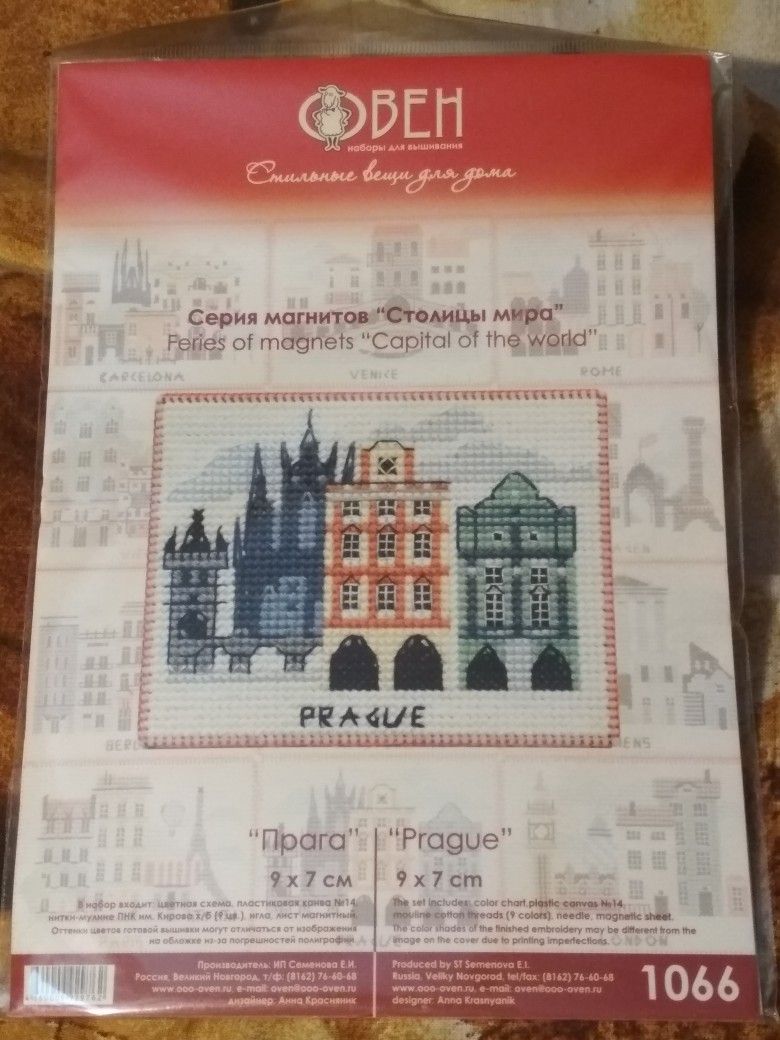 ОВЕН
наборы для вышивания
Стильные вещи для дома
Серия магнитов "Столицы мира"
Feries of magnets "Capital of the world"
BARCELONA
VENICE
ROME
PRAGUE
"Прага"
9 х 7 см
"Prague"
9 x 7 cm
В набор входит: цветная схема, пластиковая канва №14,
нитки-мулине ПНК им. Кирова х/б (9 цв.), игла, лист магнитный.
Оттенки цветов готовой вышивки могут отличаться от изображения
на обложке из-за погрешностей полиграфии.
The set includes: color chart,plastic canvas №14,
mouline cotton threads (9 colors), needle, magnetic sheet.
The color shades of the finished embroidery may be different from the
image on the cover due to printing imperfections.
LONDON
Производитель: ИП Семенова Е.И.
Россия, Великий Новгород, т/ф: (8162) 76-60-68
www.ooo-oven.ru, e-mail: oven@ooo-oven.ru
дизайнер: Анна Красняник
Produced by ST Semenova E.I.
Russia, Veliky Novgorod, tel/fax: (8162) 76-60-68
www.ooo-oven.ru, e-mail: oven@ooo-oven.ru
designer: Anna Krasnyanik
1066